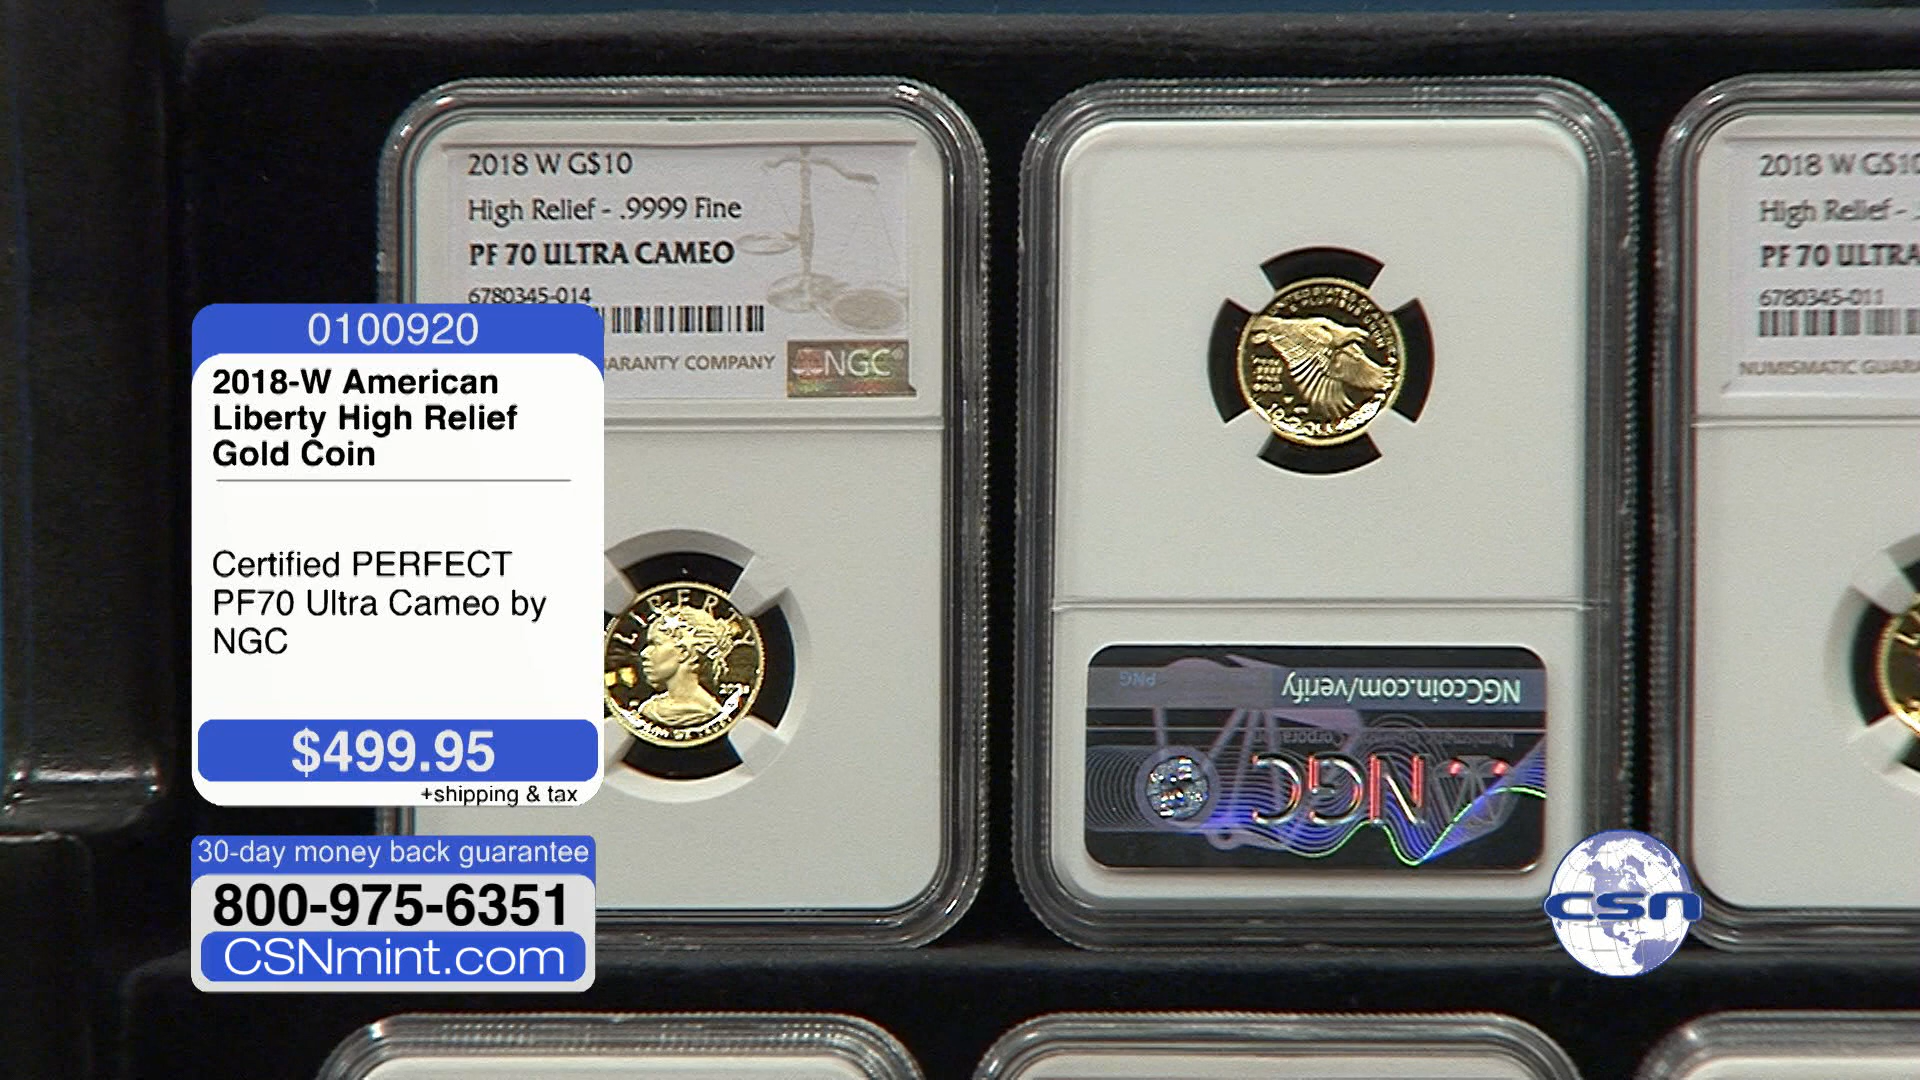 2018 W G$10
High Relief - .9999 Fine
PF 70 ULTRA CAMEO
6780345-014
ARANTY COMPANY
NGC
LIBERTY
0100920
2018-W American
Liberty High Relief
Gold Coin
Certified PERFECT
PF70 Ultra Cameo by
NGC
$499.95
+shipping & tax
30-day money back guarantee
800-975-6351
CSNmint.com
NGCcoin.com/verify
NGC
2018 W G$10
High Relief -
PF 70 ULTRA
6780345-011
NUMISMATIC GUARA
CSN